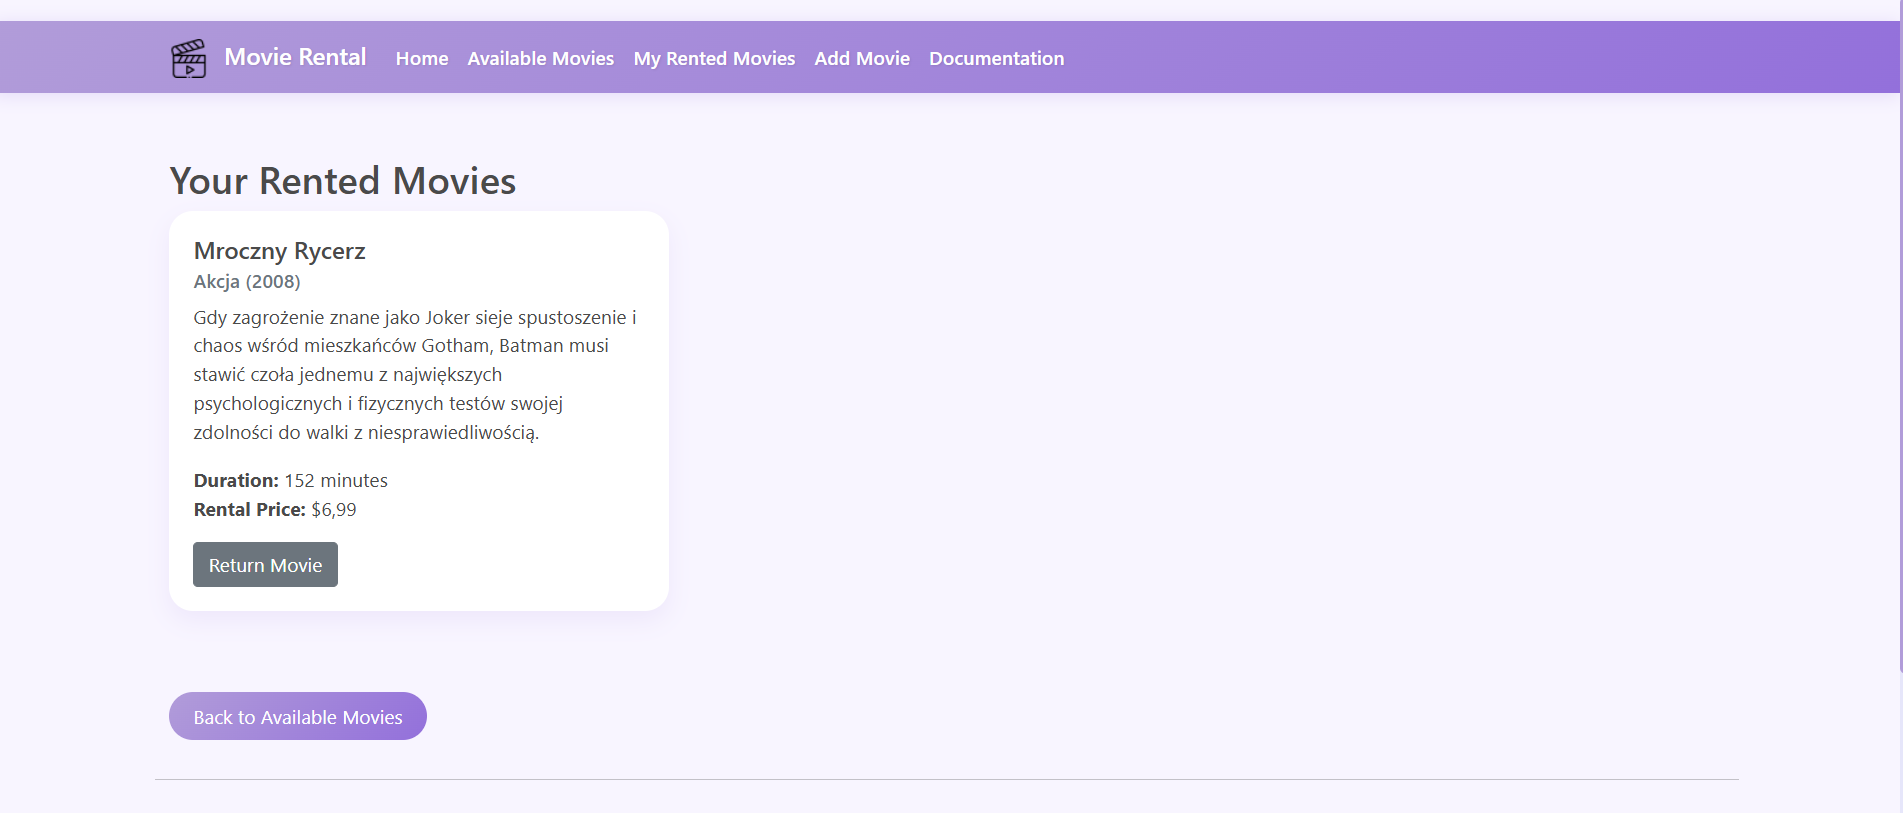 Movie Rental Home Available Movies My Rented Movies Add Movie Documentation
Your Rented Movies
Mroczny Rycerz
Akcja (2008)
Gdy zagrożenie znane jako Joker sieje spustoszenie i
chaos wśród mieszkańców Gotham, Batman musi
stawić czoła jednemu z największych
psychologicznych i fizycznych testów swojej
zdolności do walki z niesprawiedliwością.
Duration: 152 minutes
Rental Price: $6,99
Return Movie
Back to Available Movies